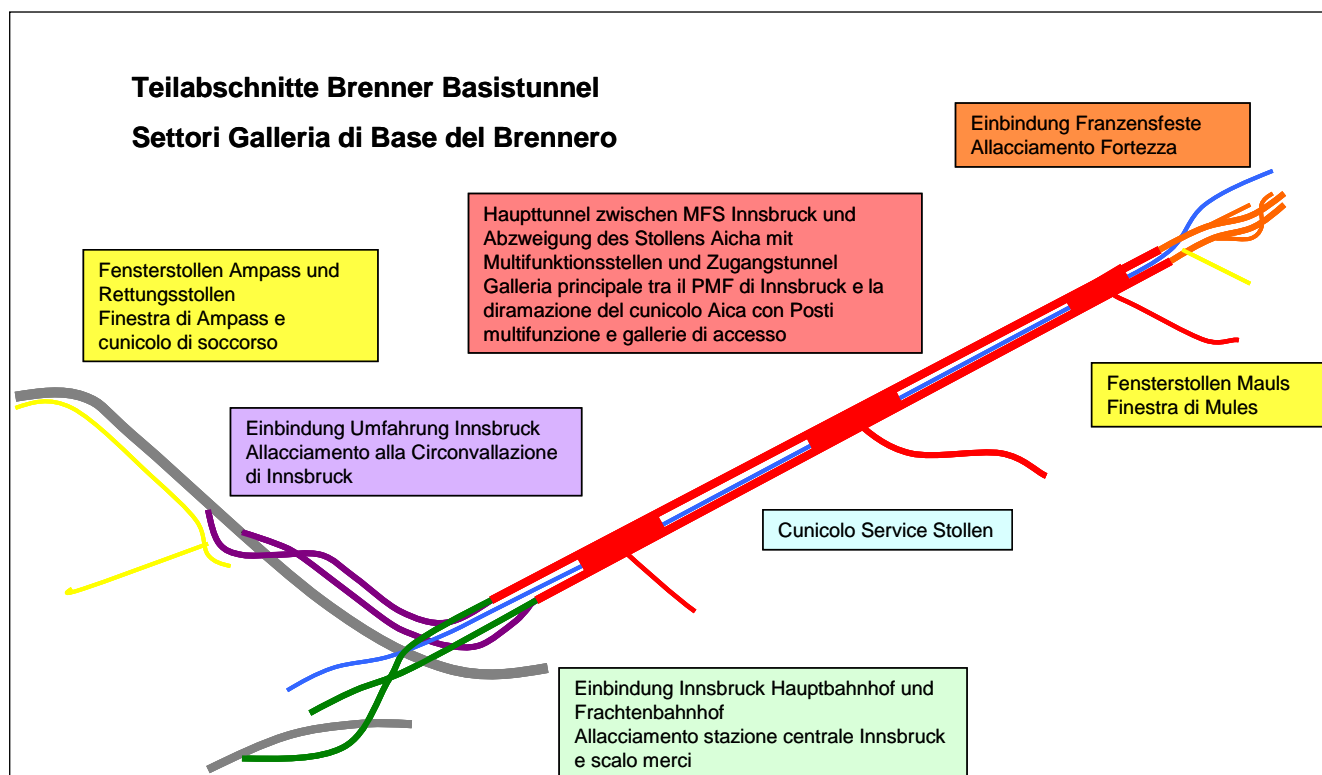 Teilabschnitte Brenner Basistunnel
Settori Galleria di Base del Brennero
Einbindung Franzensfeste
Allacciamento Fortezza
Haupttunnel zwischen MFS Innsbruck und
Abzweigung des Stollens Aicha mit
Multifunktionsstellen und Zugangstunnel
Galleria principale tra il PMF di Innsbruck e la
diramazione del cunicolo Aica con Posti
multifunzione e gallerie di accesso
Fensterstollen Ampass und
Rettungsstollen
Finestra di Ampass e
cunicolo di soccorso
Fensterstollen Mauls
Finestra di Mules
Einbindung Umfahrung Innsbruck
Allacciamento alla Circonvallazione
di Innsbruck
Cunicolo Service Stollen
Einbindung Innsbruck Hauptbahnhof und
Frachtenbahnhof
Allacciamento stazione centrale Innsbruck
e scalo merci